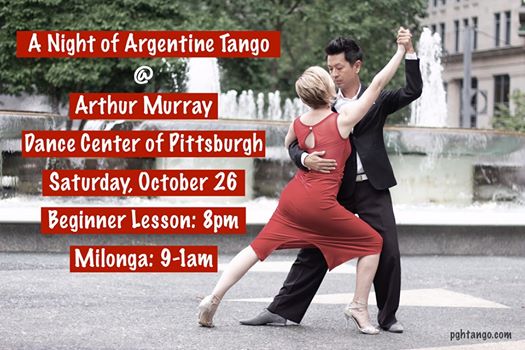 A Night of Argentine Tango
@
Arthur Murray
Dance Center of Pittsburgh
Saturday, October 26
Beginner Lesson: 8pm
Milonga: 9-1am
pghtango.com